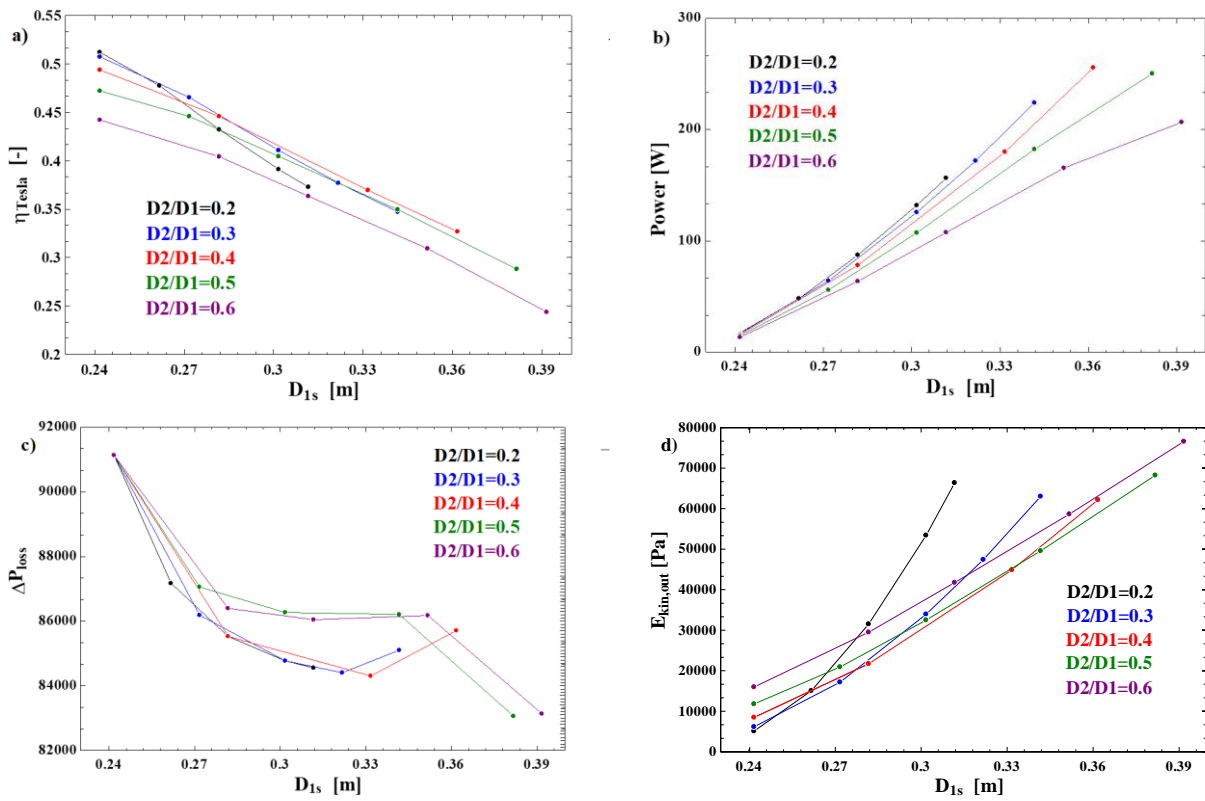 a)
0.55
0.5
0.45
0.4
0.35
0.3
0.25
0.2
ηTesla [-]
D2/D1=0.2
D2/D1=0.3
D2/D1=0.4
D2/D1=0.5
D2/D1=0.6
0.24 0.27 0.3 0.33 0.36 0.39
D1s [m]
b)
300
200
100
0
Power [W]
D2/D1=0.2
D2/D1=0.3
D2/D1=0.4
D2/D1=0.5
D2/D1=0.6
0.24 0.27 0.3 0.33 0.36 0.39
D1s [m]
c)
92000
90000
88000
86000
84000
82000
ΔPloss
D2/D1=0.2
D2/D1=0.3
D2/D1=0.4
D2/D1=0.5
D2/D1=0.6
0.24 0.27 0.3 0.33 0.36 0.39
D1s [m]
d)
80000
70000
60000
50000
40000
30000
20000
10000
0
Ekin,out [Pa]
D2/D1=0.2
D2/D1=0.3
D2/D1=0.4
D2/D1=0.5
D2/D1=0.6
0.24 0.27 0.3 0.33 0.36 0.39
D1s [m]